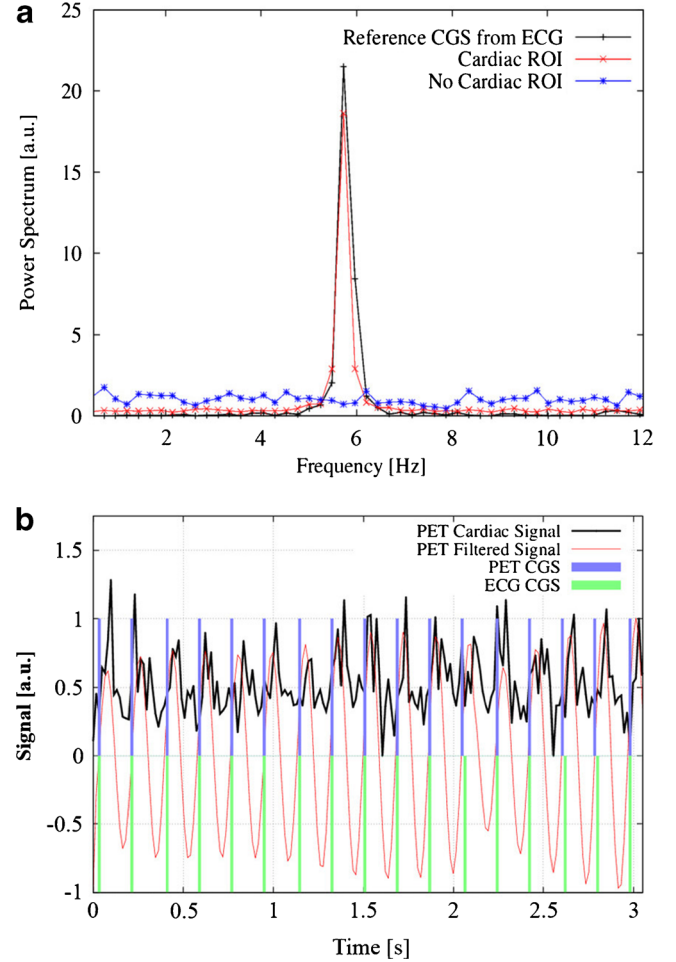 a
25
20
15
10
5
0
Power Spectrum [a.u.]
Reference CGS from ECG
Cardiac ROI
No Cardiac ROI
2 4 6 8 10 12
Frequency [Hz]
b
1.5
1
0.5
0
-0.5
-1
Signal [a.u.]
PET Cardiac Signal
PET Filtered Signal
PET CGS
ECG CGS
0 0.5 1 1.5 2 2.5 3
Time [s]